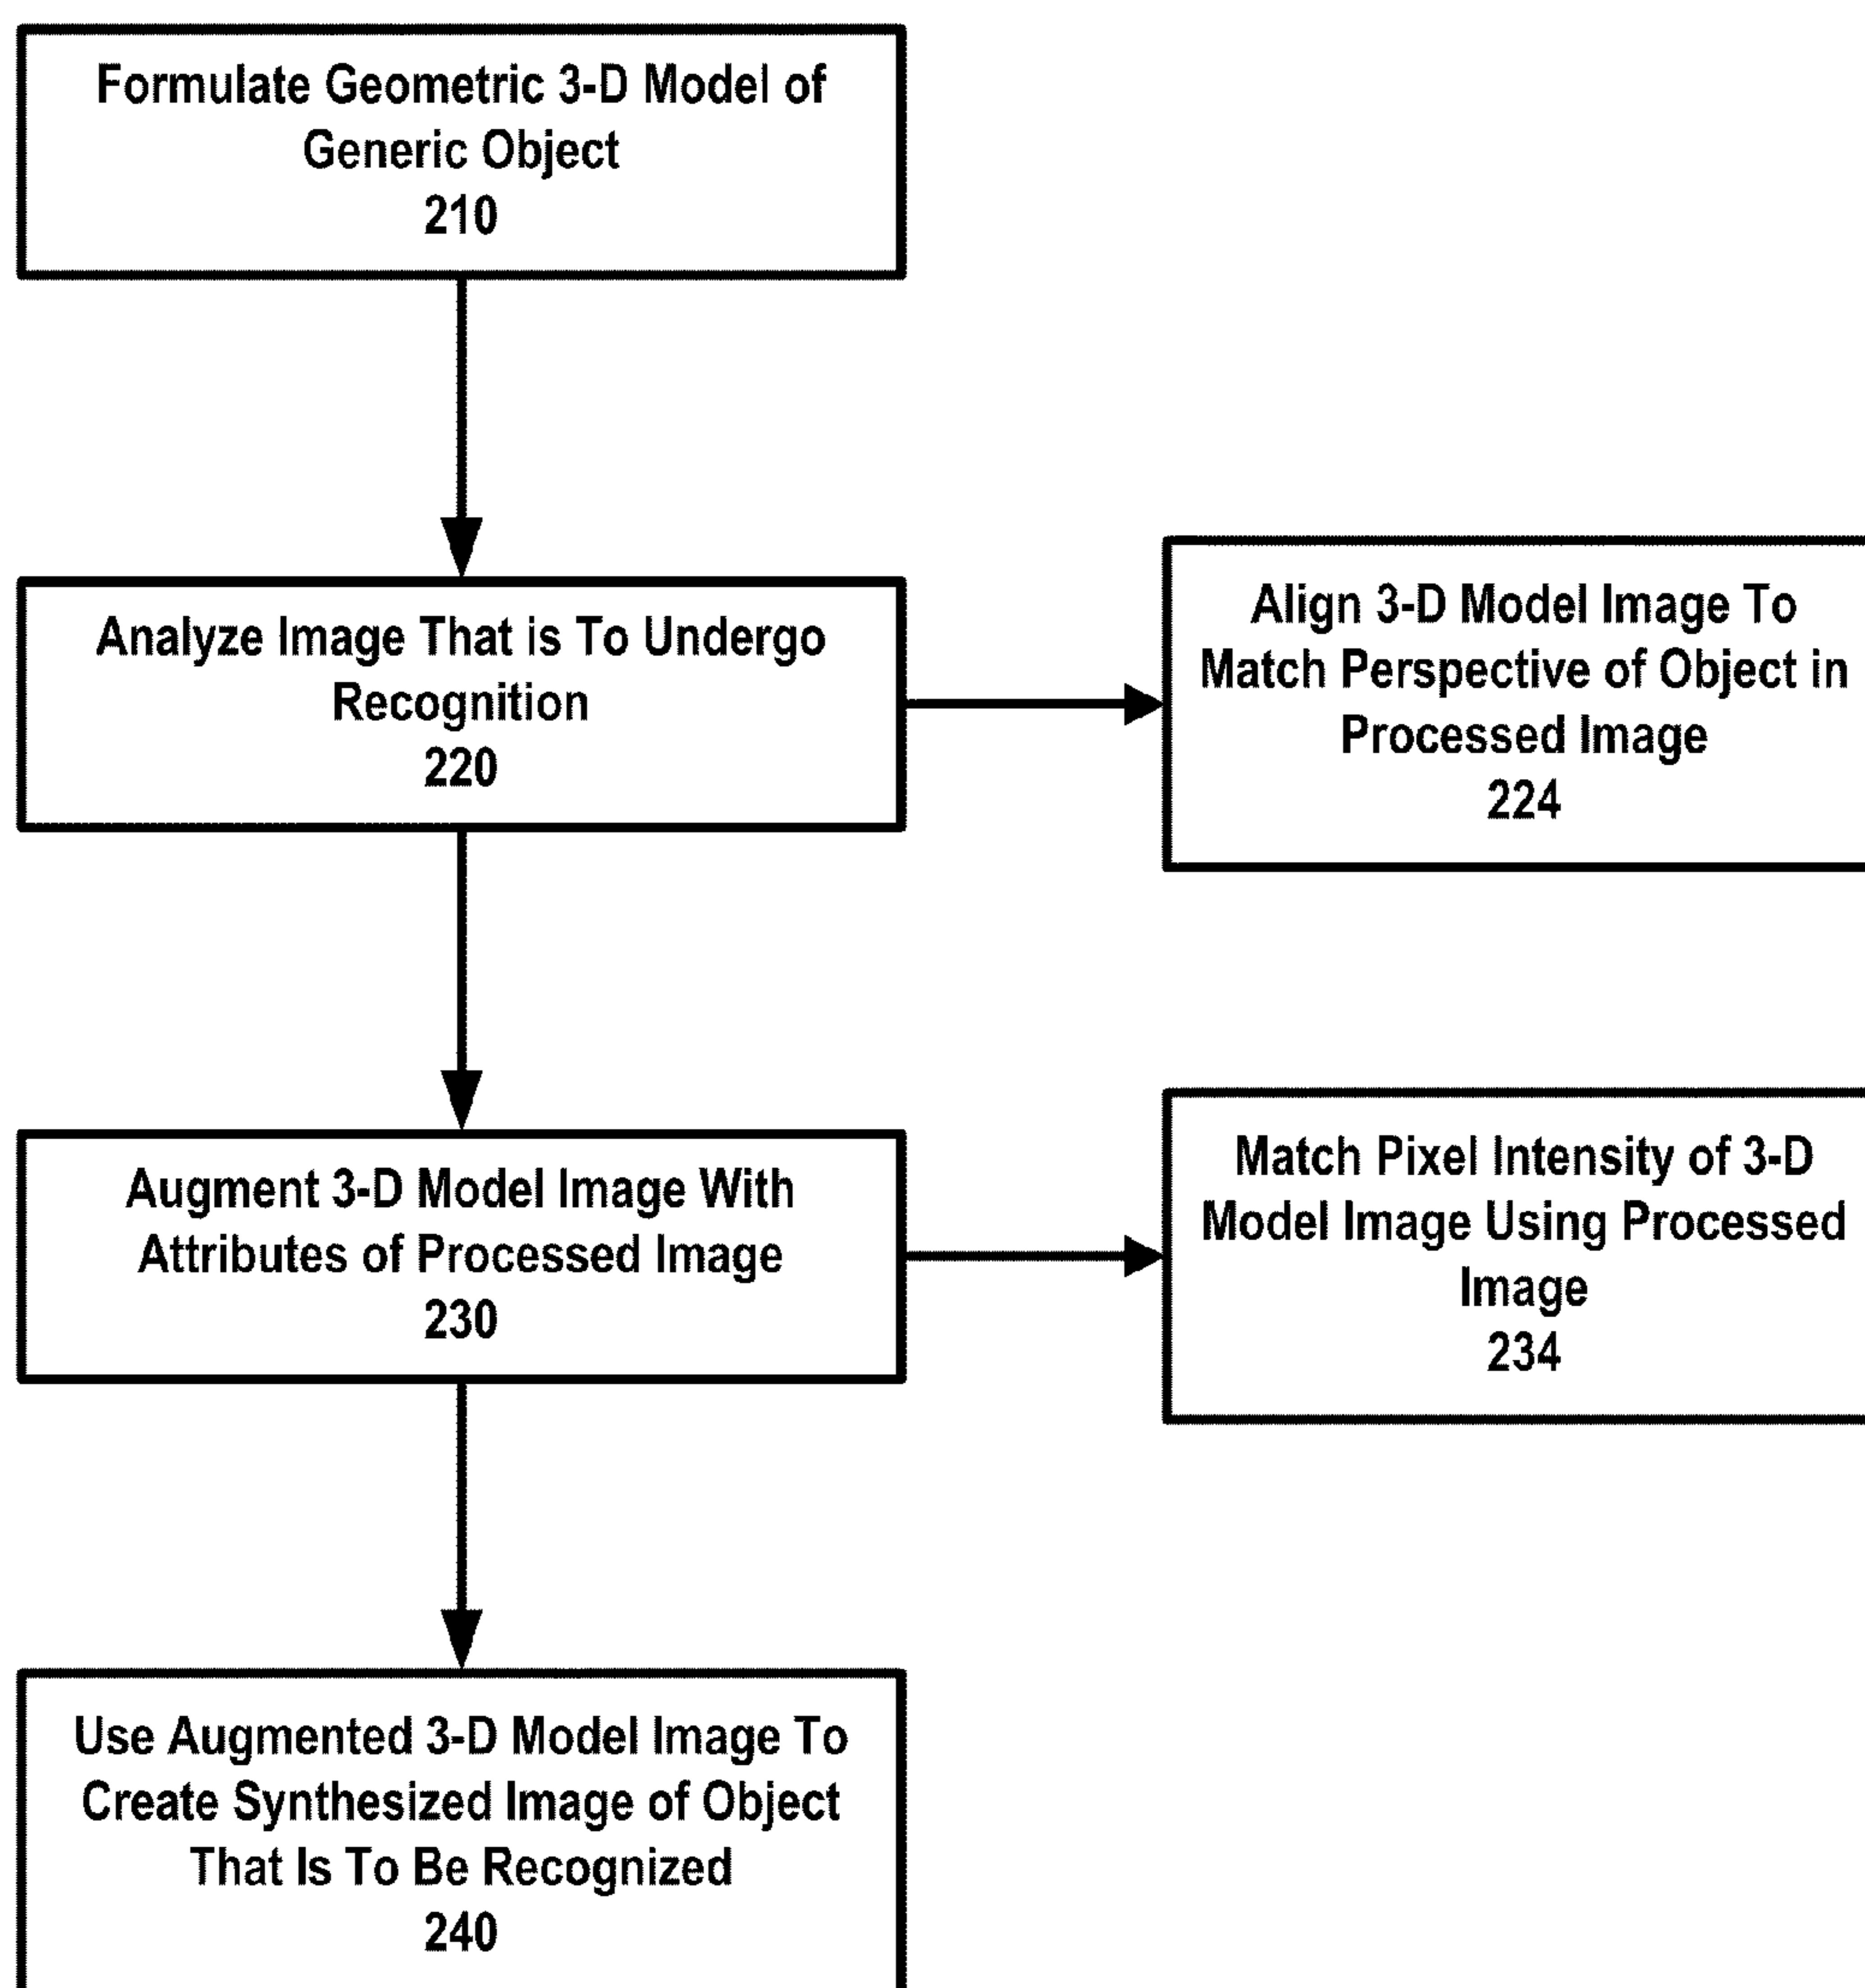 Formulate Geometric 3-D Model of
Generic Object
210
Analyze Image That is To Undergo
Recognition
220
Align 3-D Model Image To
Match Perspective of Object in
Processed Image
224
Augment 3-D Model Image With
Attributes of Processed Image
230
Match Pixel Intensity of 3-D
Model Image Using Processed
Image
234
Use Augmented 3-D Model Image To
Create Synthesized Image of Object
That Is To Be Recognized
240